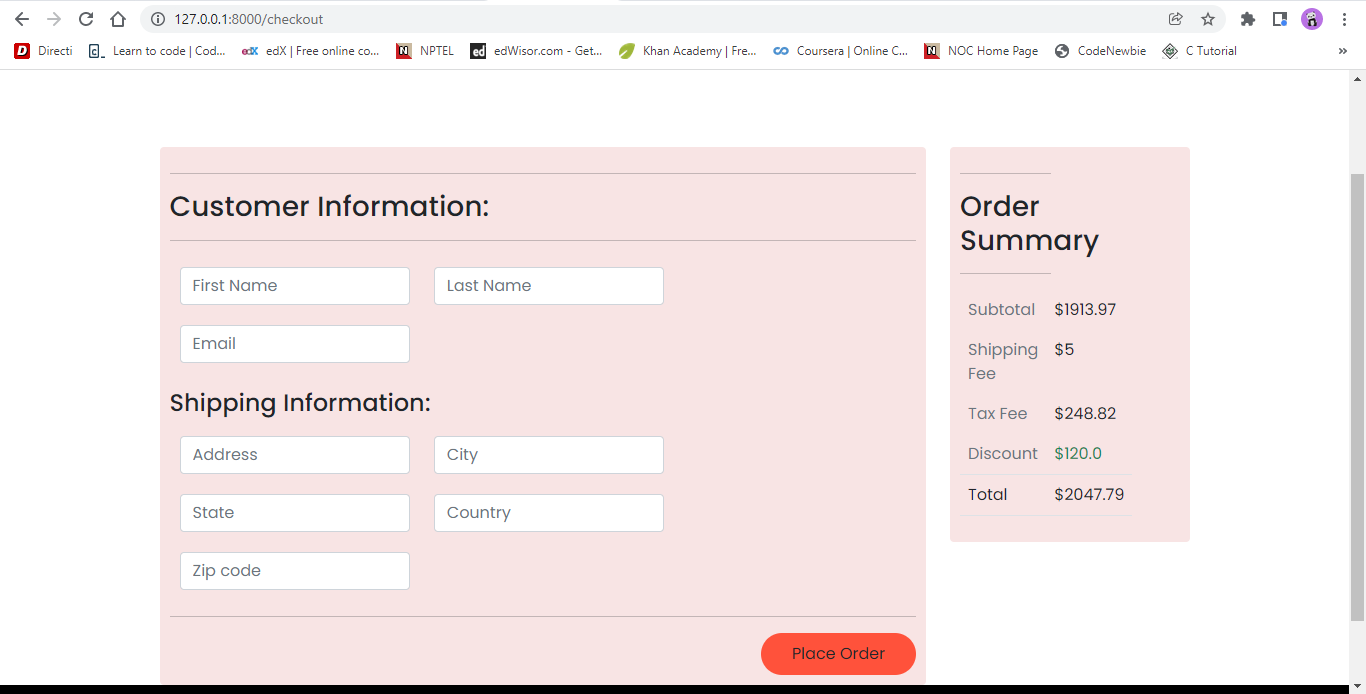 127.0.0.1:8000/checkout
D Directi
c_ Learn to code | Cod...
edX edX | Free online co...
N NPTEL
ed edWisor.com - Get...
Khan Academy | Fre...
Coursera | Online C...
N NOC Home Page
CodeNewbie
C Tutorial
»
Customer Information:
First Name
Last Name
Email
Shipping Information:
Address
City
State
Country
Zip code
Place Order
Order
Summary
Subtotal $1913.97
Shipping $5
Fee
Tax Fee $248.82
Discount $120.0
Total $2047.79